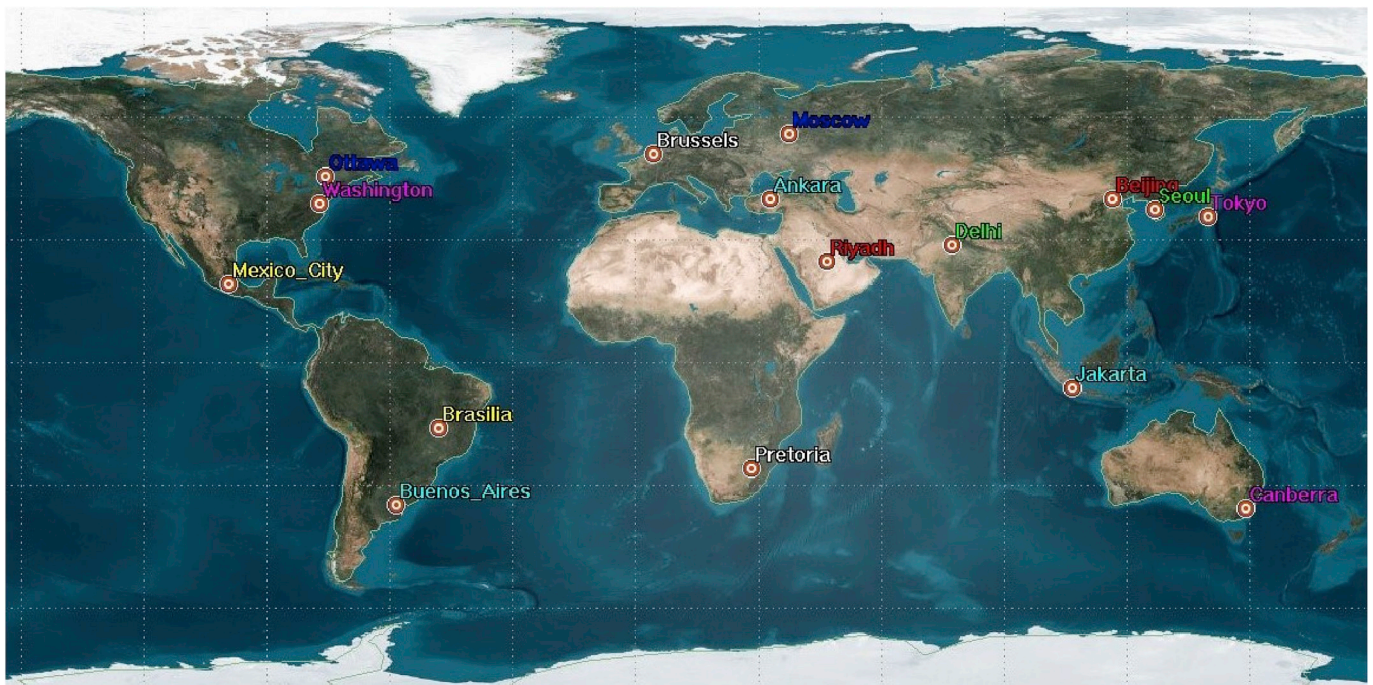 Moscow
Brussels
Ottawa
Washington
Ankara
Beijing
Seoul
Tokyo
Delhi
Riyadh
Mexico_City
Jakarta
Brasilia
Pretoria
Buenos_Aires
Canberra